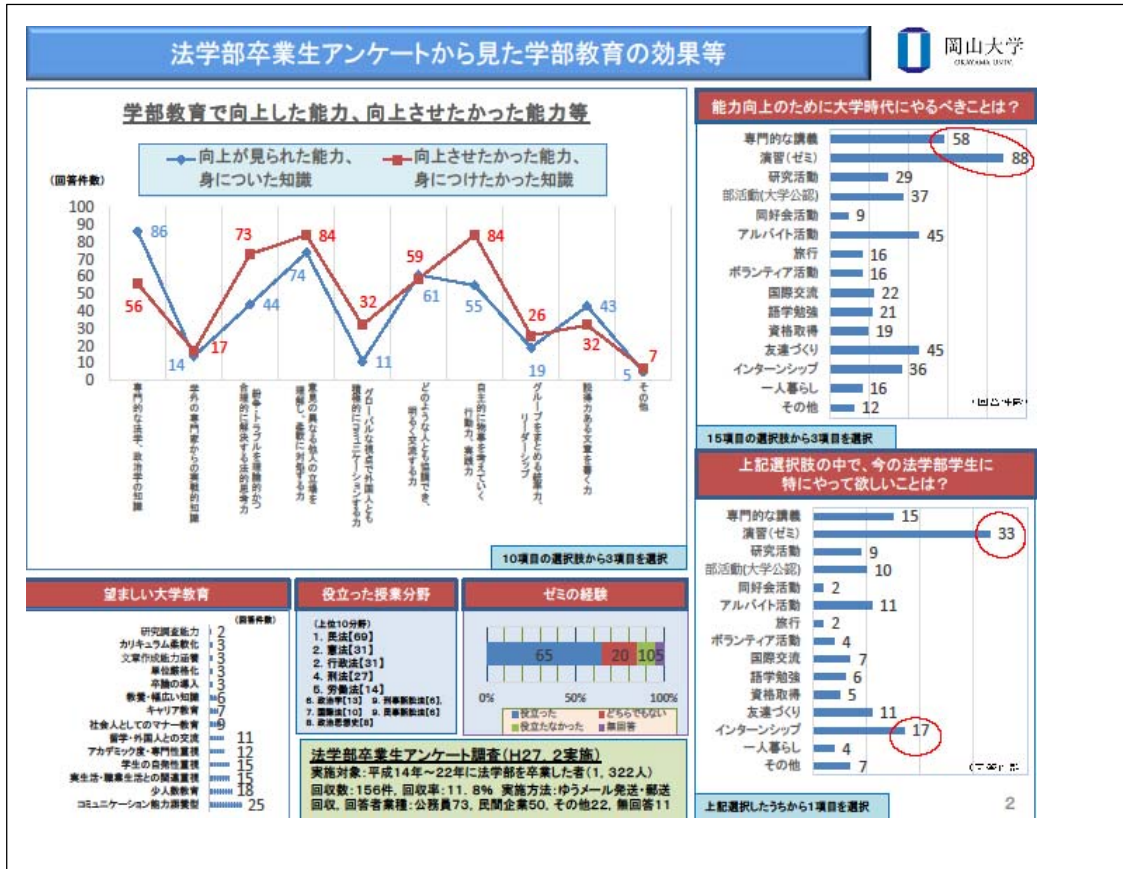 法学部卒業生アンケートから見た学部教育の効果等
岡山大学
OKAYAMA UNIV.
学部教育で向上した能力、向上させたかった能力等
向上が見られた能力、
身についた知識
向上させたかった能力、
身につけたかった知識
(回答件数)
100
90
80
70
60
50
40
30
20
10
0
86
14
44
74
11
61
55
19
43
5
56
17
73
84
32
59
84
26
32
7
専門的な法学、政治学の知識
学外の専門家からの実戦的知識
紛争・トラブルを理論的かつ
合理的に解決する法的思考力
意見の異なる他人の立場を
理解し、柔軟に対処する力
グローバルな視点で外国人とも
積極的にコミュニケーションする力
どのような人とも協調でき、
明るく交流する力
自主的に物事を考えていく
行動力、実践力
グループをまとめる統率力、
リーダーシップ
説得力ある文章を書く力
その他
10項目の選択肢から3項目を選択
能力向上のために大学時代にやるべきことは?
専門的な講義 58
演習(ゼミ) 88
研究活動 29
部活動(大学公認) 37
同好会活動 9
アルバイト活動 45
旅行 16
ボランティア活動 16
国際交流 22
語学勉強 21
資格取得 19
友達づくり 45
インターンシップ 36
一人暮らし 16
その他 12
15項目の選択肢から3項目を選択
上記選択肢の中で、今の法学部学生に
特にやって欲しいことは?
専門的な講義 15
演習(ゼミ) 33
研究活動 9
部活動(大学公認) 10
同好会活動 2
アルバイト活動 11
旅行 2
ボランティア活動 4
国際交流 7
語学勉強 6
資格取得 5
友達づくり 11
インターンシップ 17
一人暮らし 4
その他 7
上記選択したうちから1項目を選択
望ましい大学教育
(回答件数)
研究調査能力 2
カリキュラム柔軟化 3
文章作成能力涵養 3
単位厳格化 3
卒論の導入 3
教養・幅広い知識 6
キャリア教育 7
社会人としてのマナー教育 9
留学・外国人との交流 11
アカデミック度・専門性重視 12
学生の自発性重視 15
実生活・職業生活との関連重視 15
少人数教育 18
コミュニケーション能力涵養型 25
役立った授業分野
(上位10分野)
1. 民法【69】
2. 憲法【31】
2. 行政法【31】
4. 刑法【27】
5. 労働法【14】
6. 政治学【13】 9. 刑事訴訟法【6】,
7. 国際法【10】 9. 民事訴訟法【6】
8. 政治思想史【8】
ゼミの経験
65 20 10 5
0% 50% 100%
役立った どちらでもない
役立たなかった 無回答
法学部卒業生アンケート調査(H27. 2実施)
実施対象:平成14年~22年に法学部を卒業した者(1, 322人)
回収数:156件, 回収率:11. 8% 実施方法:ゆうメール発送・郵送
回収, 回答者業種:公務員73, 民間企業50, その他22, 無回答11
2